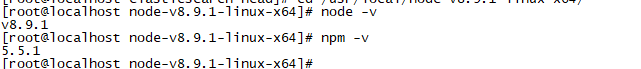 [root@localhost node-v8.9.1-linux-x64]# node -v
v8.9.1
[root@localhost node-v8.9.1-linux-x64]# npm -v
5.5.1
[root@localhost node-v8.9.1-linux-x64]#